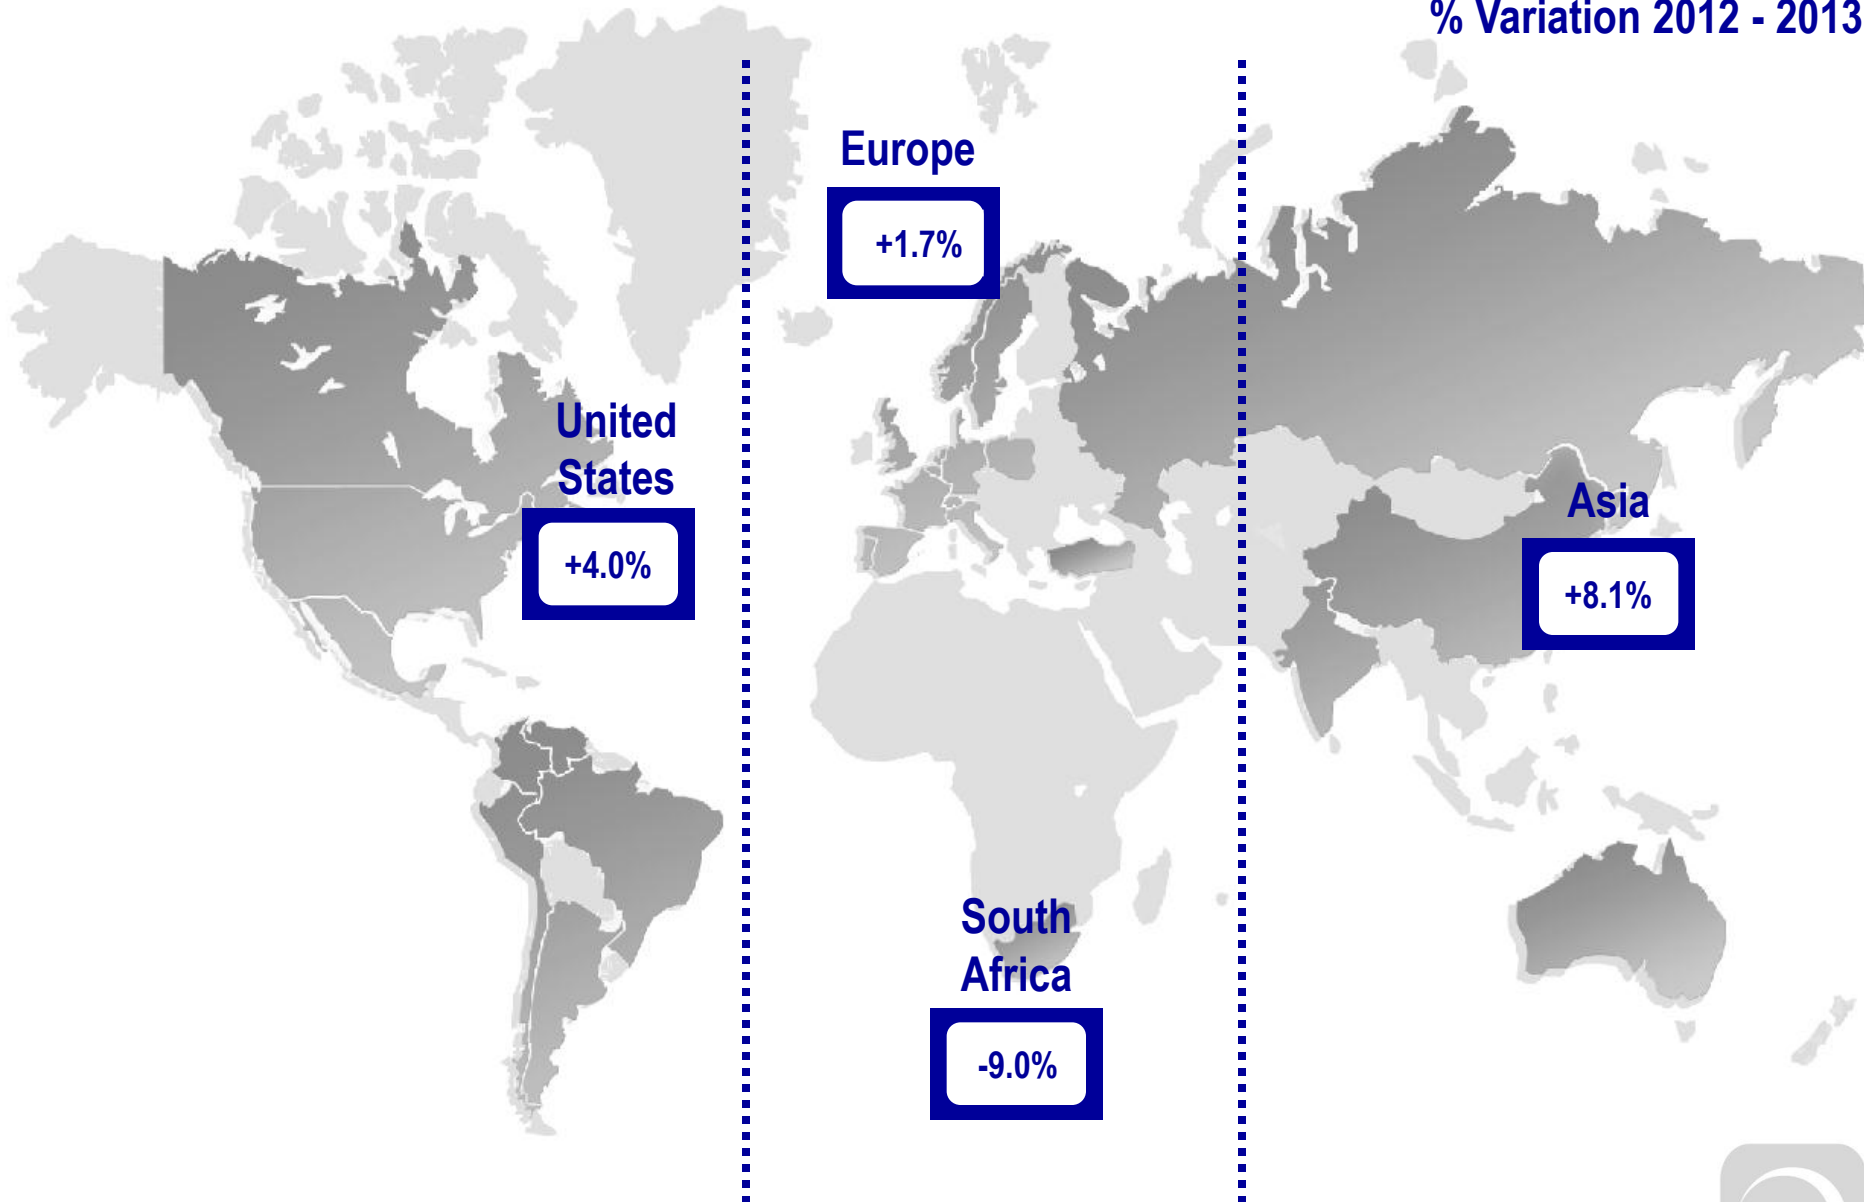 % Variation 2012 - 2013
Europe
+1.7%
United
States
+4.0%
Asia
+8.1%
South
Africa
-9.0%